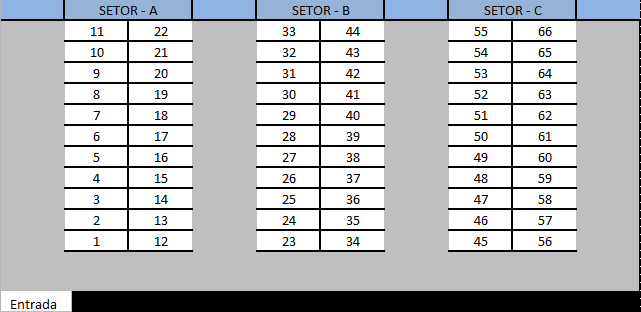 SETOR - A SETOR - B SETOR - C
11 22 33 44 55 66
10 21 32 43 54 65
9 20 31 42 53 64
8 19 30 41 52 63
7 18 29 40 51 62
6 17 28 39 50 61
5 16 27 38 49 60
4 15 26 37 48 59
3 14 25 36 47 58
2 13 24 35 46 57
1 12 23 34 45 56
Entrada